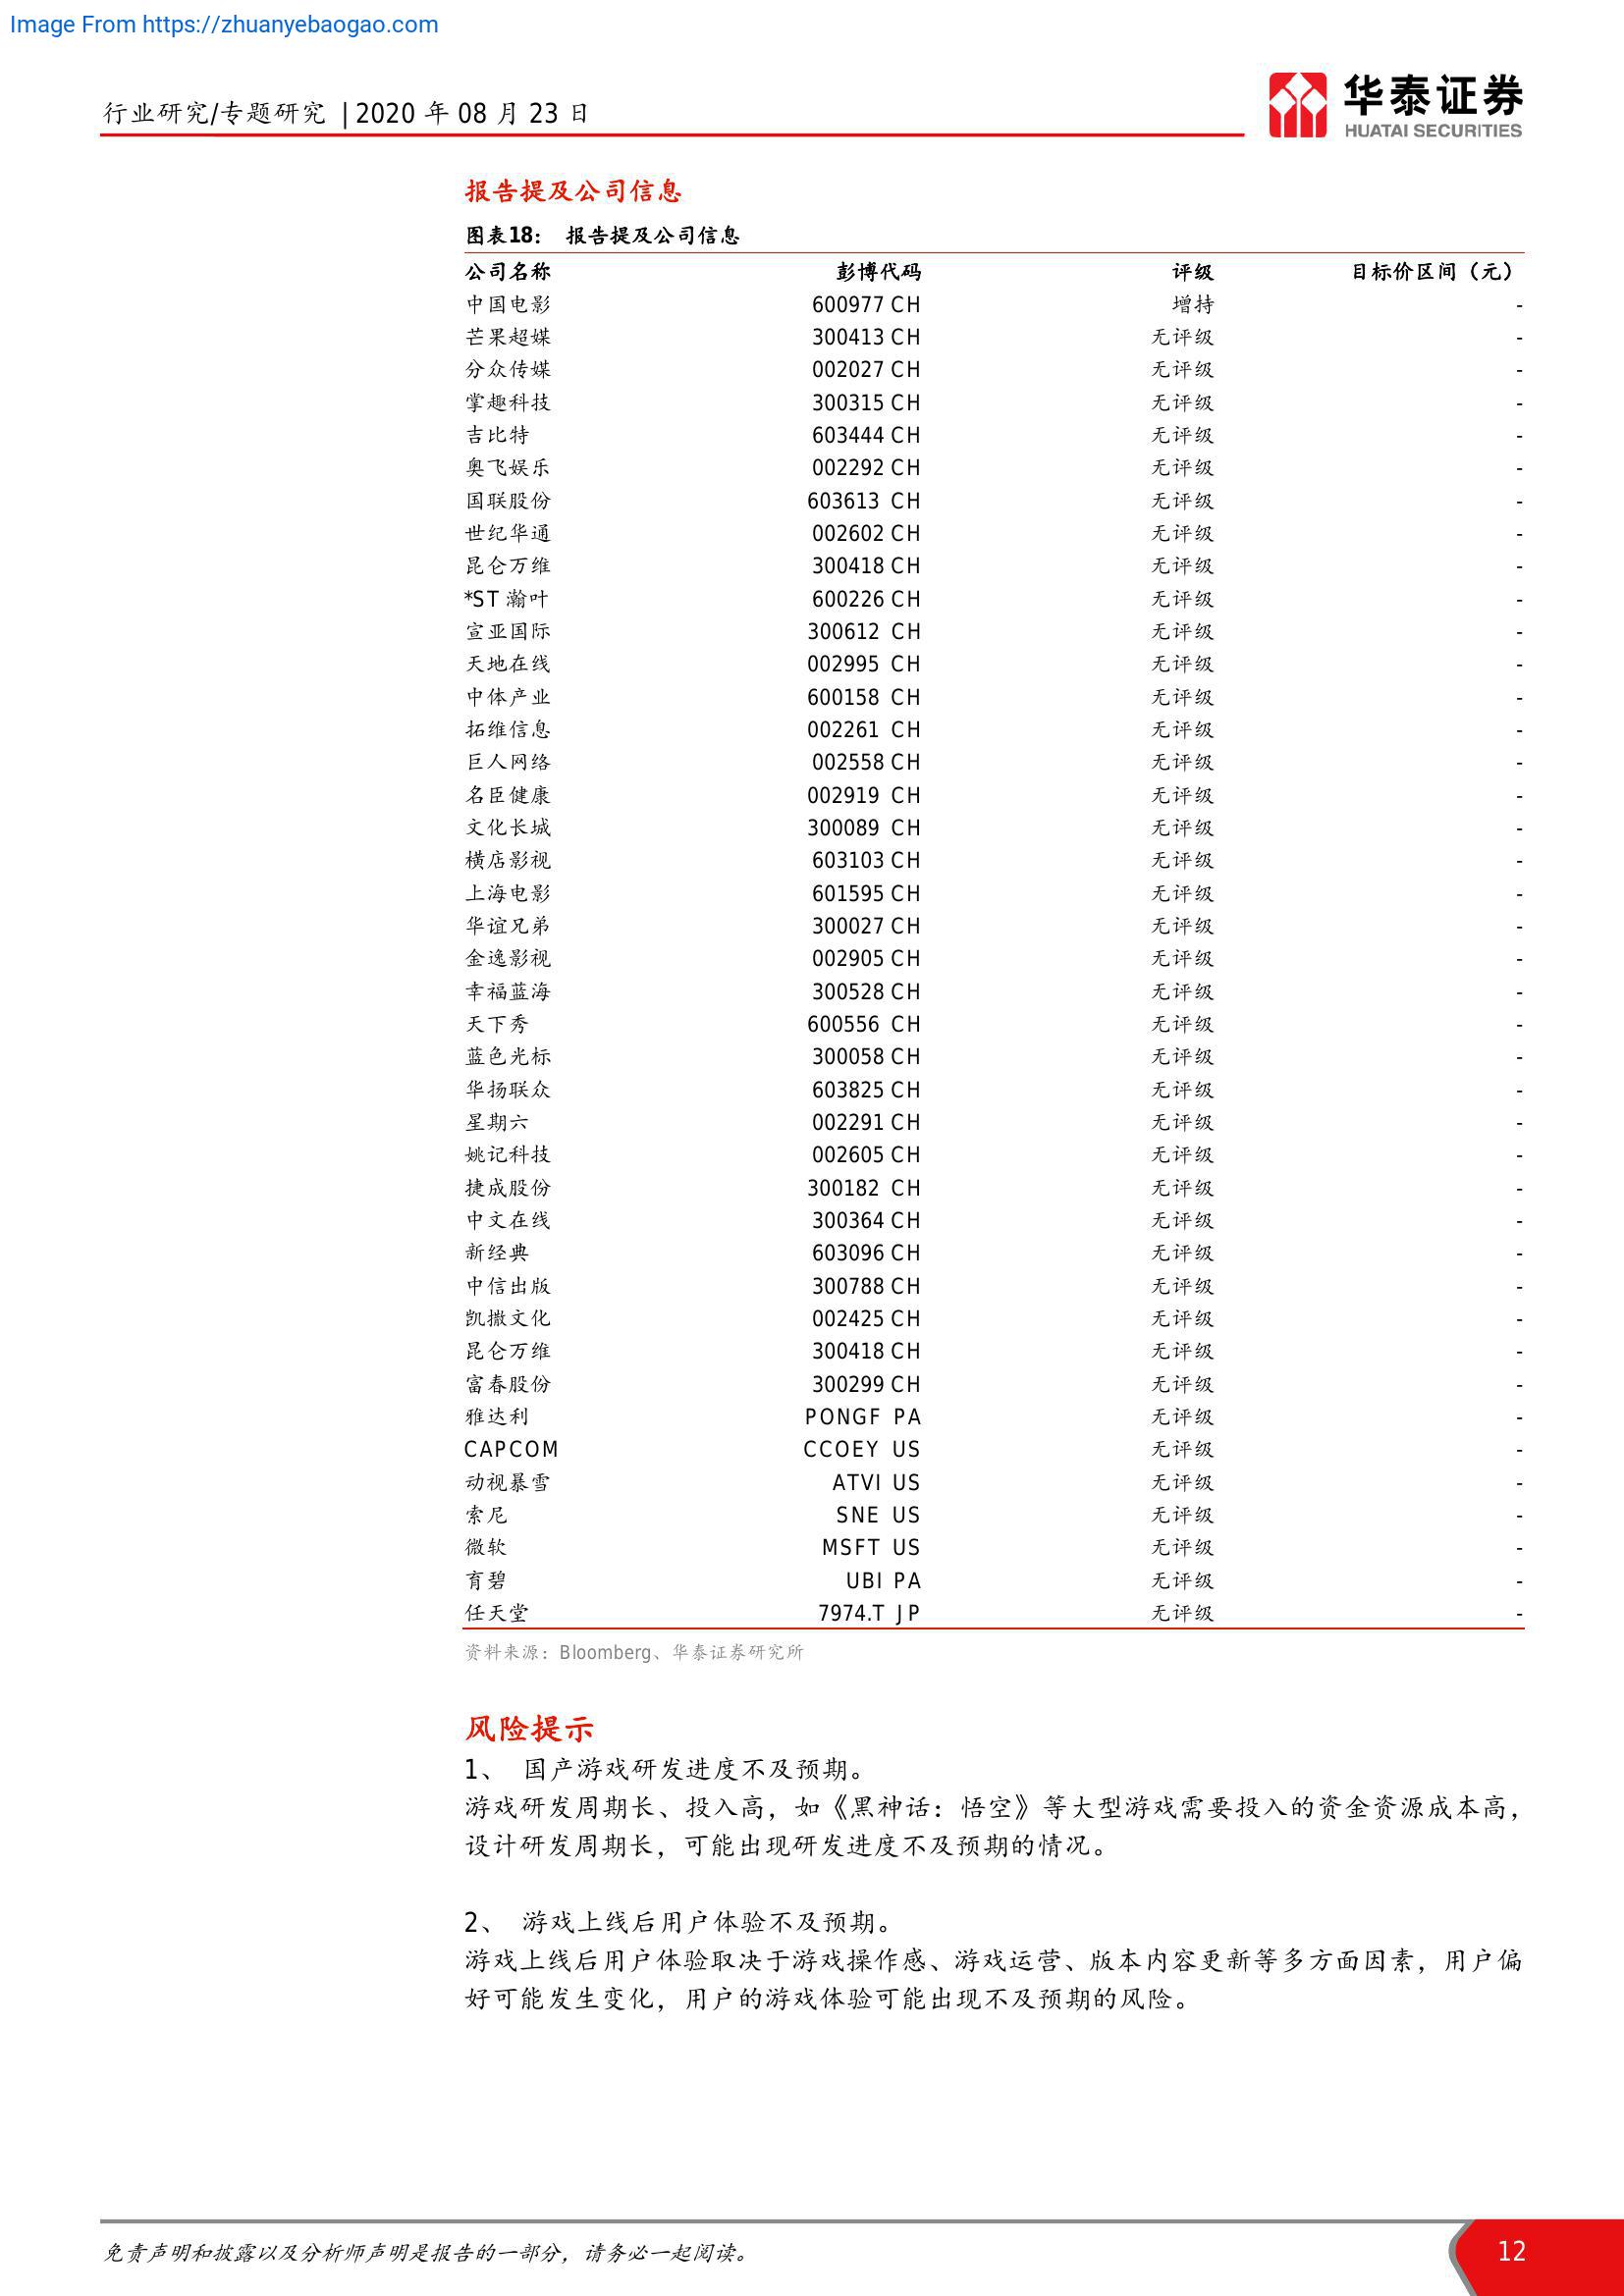 Image From https://zhuanyebaogao.com
行业研究/专题研究 | 2020 年 08 月 23 日
华泰证券
HUATAI SECURITIES
报告提及公司信息
图表18： 报告提及公司信息
公司名称 彭博代码 评级 目标价区间（元）
中国电影 600977 CH 增持 -
芒果超媒 300413 CH 无评级 -
分众传媒 002027 CH 无评级 -
掌趣科技 300315 CH 无评级 -
吉比特 603444 CH 无评级 -
奥飞娱乐 002292 CH 无评级 -
国联股份 603613 CH 无评级 -
世纪华通 002602 CH 无评级 -
昆仑万维 300418 CH 无评级 -
*ST 瀚叶 600226 CH 无评级 -
宣亚国际 300612 CH 无评级 -
天地在线 002995 CH 无评级 -
中体产业 600158 CH 无评级 -
拓维信息 002261 CH 无评级 -
巨人网络 002558 CH 无评级 -
名臣健康 002919 CH 无评级 -
文化长城 300089 CH 无评级 -
横店影视 603103 CH 无评级 -
上海电影 601595 CH 无评级 -
华谊兄弟 300027 CH 无评级 -
金逸影视 002905 CH 无评级 -
幸福蓝海 300528 CH 无评级 -
天下秀 600556 CH 无评级 -
蓝色光标 300058 CH 无评级 -
华扬联众 603825 CH 无评级 -
星期六 002291 CH 无评级 -
姚记科技 002605 CH 无评级 -
捷成股份 300182 CH 无评级 -
中文在线 300364 CH 无评级 -
新经典 603096 CH 无评级 -
中信出版 300788 CH 无评级 -
凯撒文化 002425 CH 无评级 -
昆仑万维 300418 CH 无评级 -
富春股份 300299 CH 无评级 -
雅达利 PONGF PA 无评级 -
CAPCOM CCOEY US 无评级 -
动视暴雪 ATVI US 无评级 -
索尼 SNE US 无评级 -
微软 MSFT US 无评级 -
育碧 UBI PA 无评级 -
任天堂 7974.T JP 无评级 -
资料来源：Bloomberg、华泰证券研究所
风险提示
1、 国产游戏研发进度不及预期。
游戏研发周期长、投入高，如《黑神话：悟空》等大型游戏需要投入的资金资源成本高，
设计研发周期长，可能出现研发进度不及预期的情况。
2、 游戏上线后用户体验不及预期。
游戏上线后用户体验取决于游戏操作感、游戏运营、版本内容更新等多方面因素，用户偏
好可能发生变化，用户的游戏体验可能出现不及预期的风险。
免责声明和披露以及分析师声明是报告的一部分，请务必一起阅读。
12